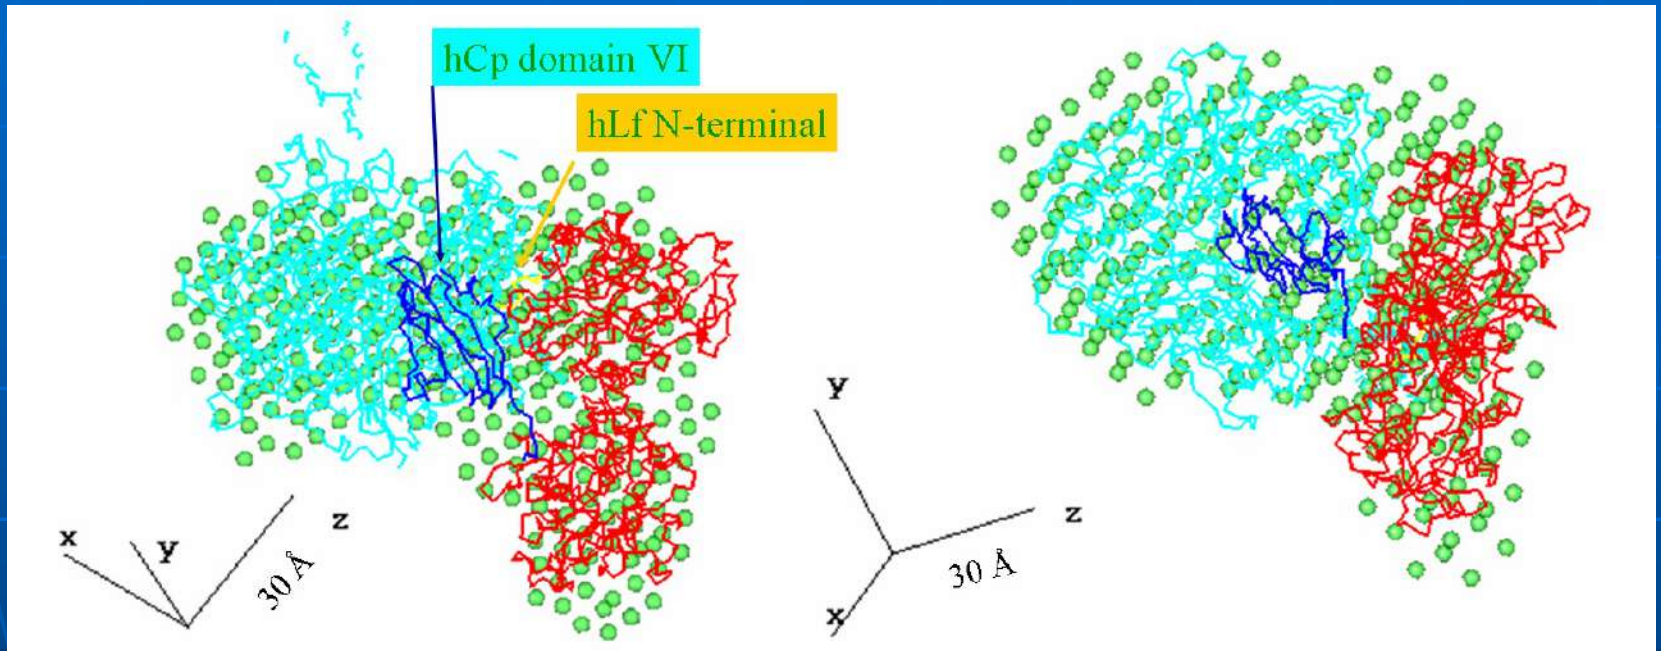 hCp domain VI
hLf N-terminal
x
y
z
30 Å
y
z
30 Å
x